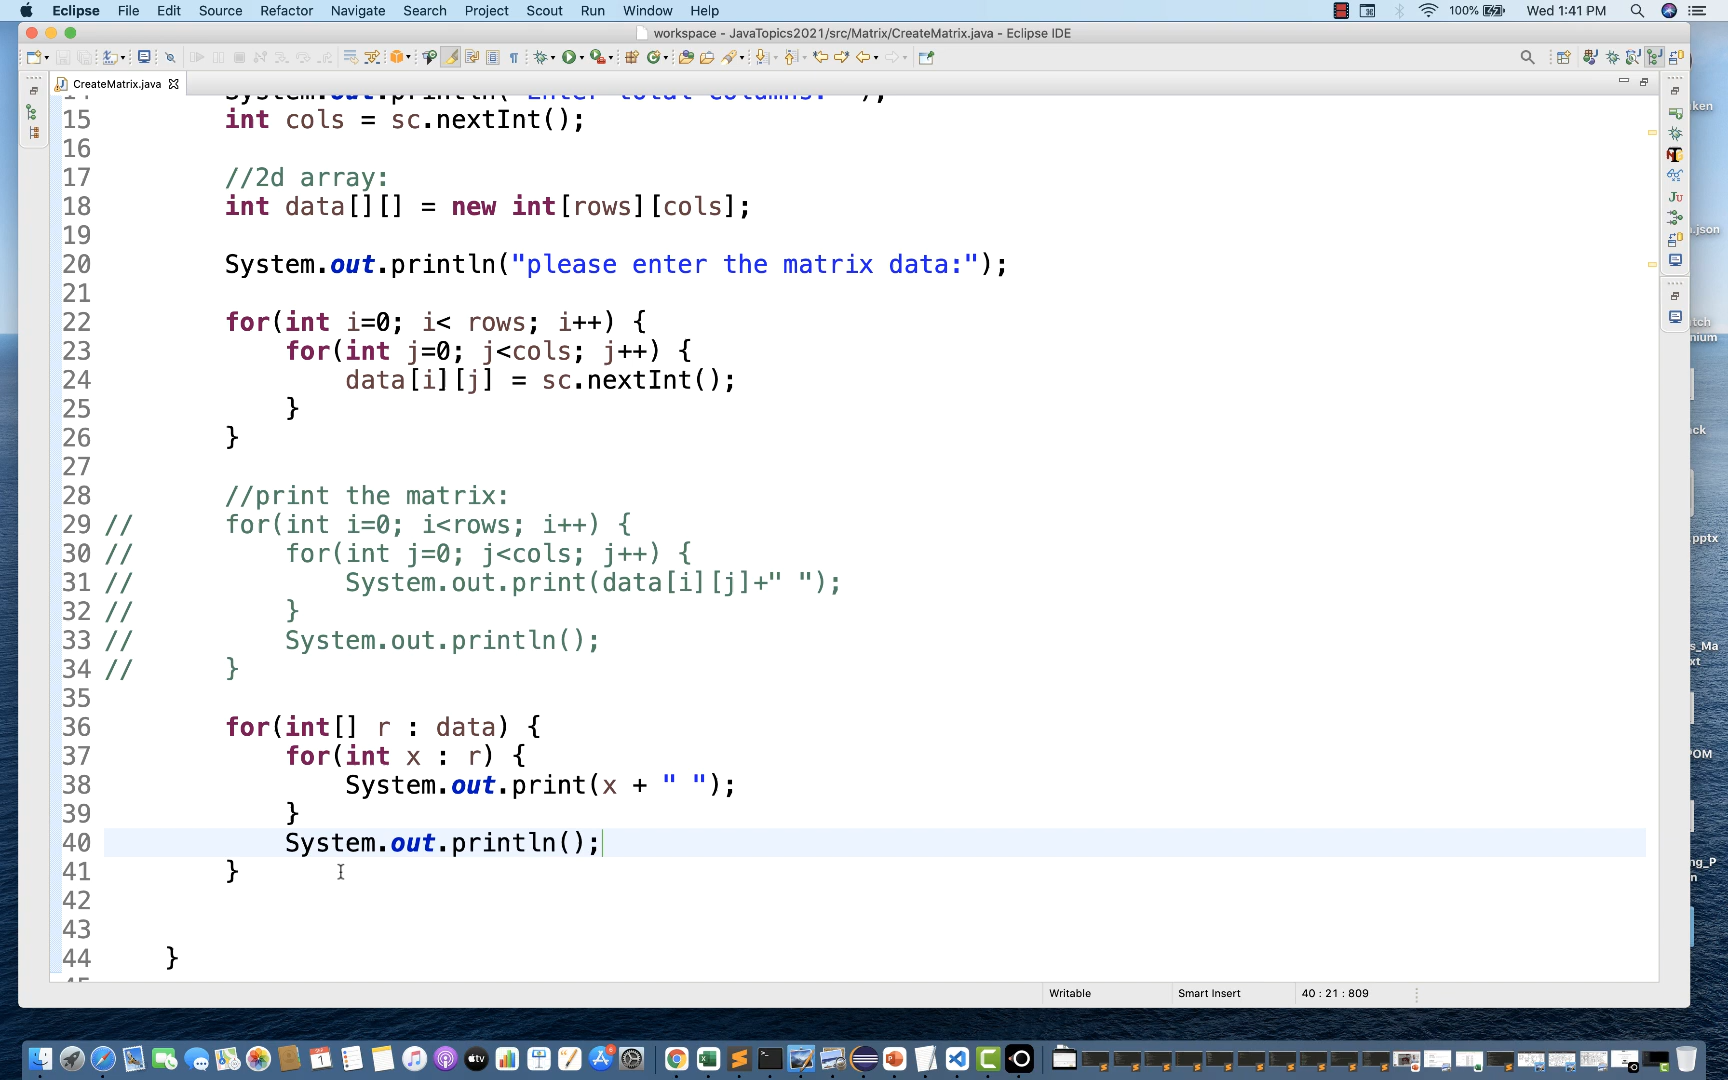 Eclipse File Edit Source Refactor Navigate Search Project Scout Run Window Help 100% Wed 1:41 PM
workspace - JavaTopics2021/src/Matrix/CreateMatrix.java - Eclipse IDE
CreateMatrix.java
15 int cols = sc.nextInt();
16
17 //2d array:
18 int data[][] = new int[rows][cols];
19
20 System.out.println("please enter the matrix data:");
21
22 for(int i=0; i< rows; i++) {
23 for(int j=0; j<cols; j++) {
24 data[i][j] = sc.nextInt();
25 }
26 }
27
28 //print the matrix:
29 // for(int i=0; i<rows; i++) {
30 // for(int j=0; j<cols; j++) {
31 // System.out.print(data[i][j]+" ");
32 // }
33 // System.out.println();
34 // }
35
36 for(int[] r : data) {
37 for(int x : r) {
38 System.out.print(x + " ");
39 }
40 System.out.println();
41 }
42
43
44 }
Writable Smart Insert 40 : 21 : 809